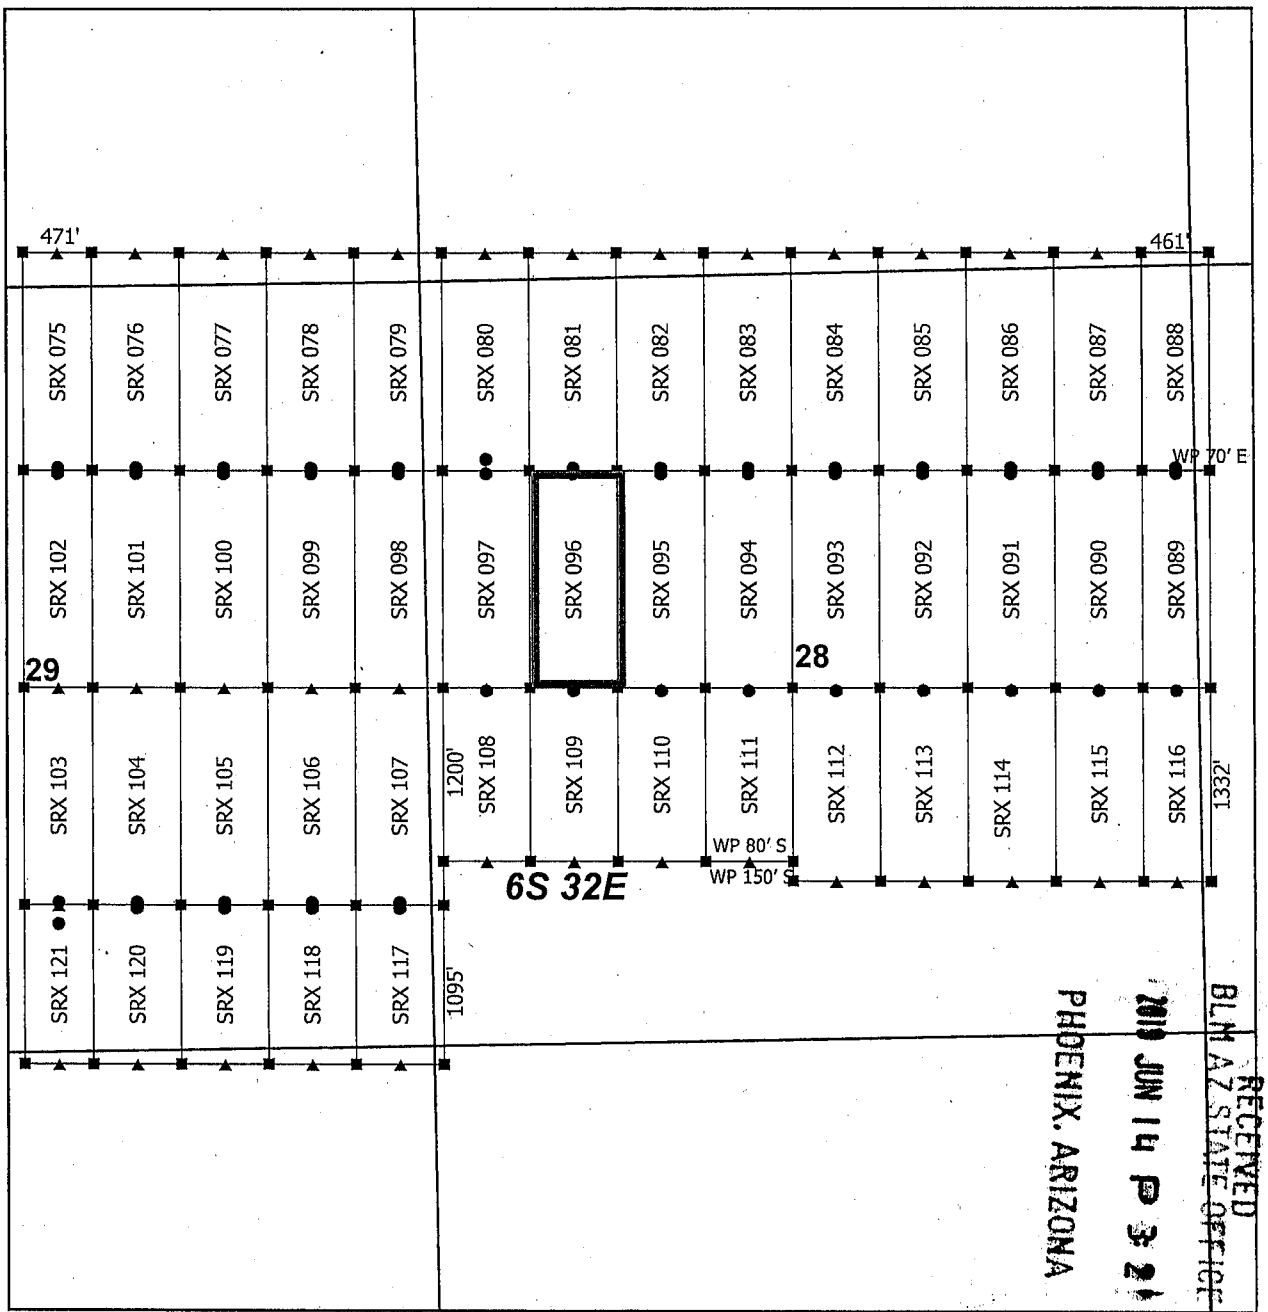 471'
461'
SRX 075
SRX 076
SRX 077
SRX 078
SRX 079
SRX 080
SRX 081
SRX 082
SRX 083
SRX 084
SRX 085
SRX 086
SRX 087
SRX 088
WP 70' E
SRX 102
SRX 101
SRX 100
SRX 099
SRX 098
SRX 097
SRX 096
SRX 095
SRX 094
SRX 093
SRX 092
SRX 091
SRX 090
SRX 089
29
28
SRX 103
SRX 104
SRX 105
SRX 106
SRX 107
1200'
SRX 108
SRX 109
SRX 110
SRX 111
SRX 112
SRX 113
SRX 114
SRX 115
SRX 116
1332'
WP 80' S
WP 150' S
6S 32E
SRX 121
SRX 120
SRX 119
SRX 118
SRX 117
1095'
RECEIVED
BLM AZ STATE OFFICE
JUN 14 P 3
PHOENIX, ARIZONA